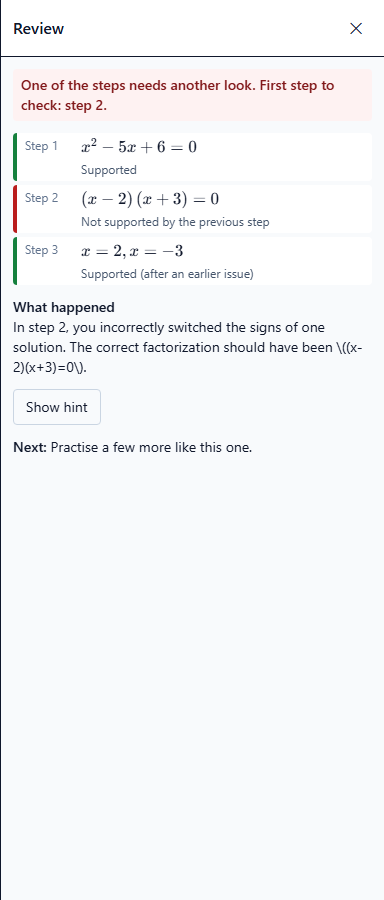 Review
One of the steps needs another look. First step to
check: step 2.
Step 1 x² − 5x + 6 = 0
Supported
Step 2 (x − 2) (x + 3) = 0
Not supported by the previous step
Step 3 x = 2, x = −3
Supported (after an earlier issue)
What happened
In step 2, you incorrectly switched the signs of one
solution. The correct factorization should have been \((x-
2)(x+3)=0\).
Show hint
Next: Practise a few more like this one.